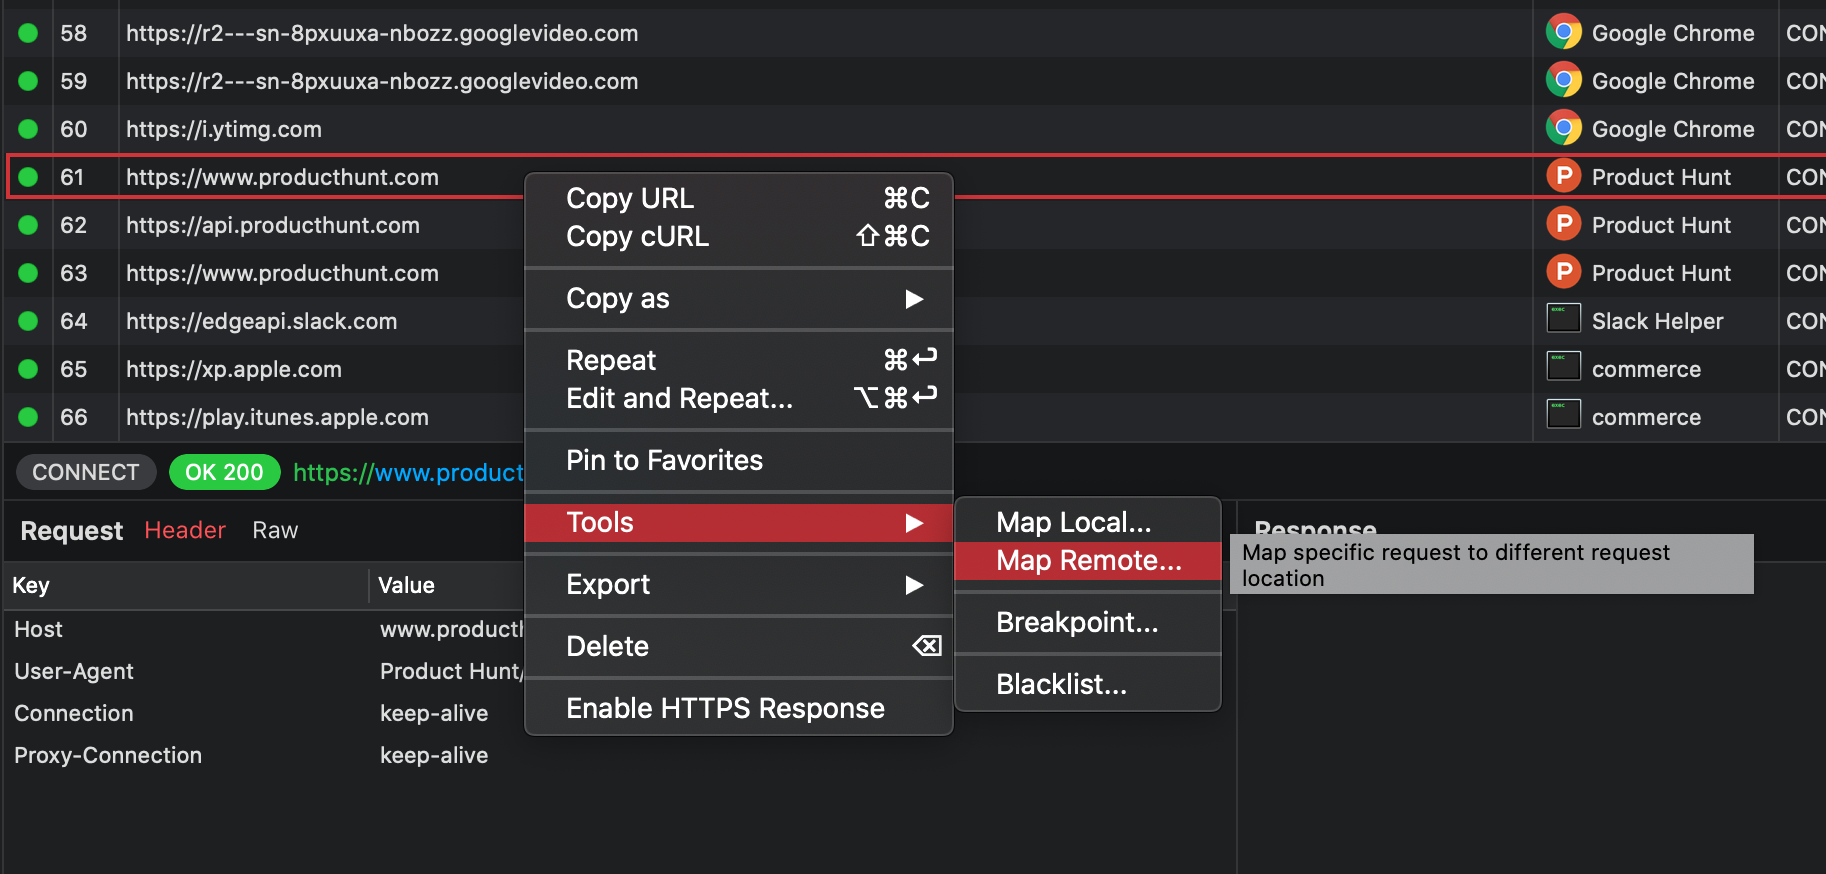 58 https://r2---sn-8pxuuxa-nbozz.googlevideo.com Google Chrome CON
59 https://r2---sn-8pxuuxa-nbozz.googlevideo.com Google Chrome CON
60 https://i.ytimg.com Google Chrome CON
61 https://www.producthunt.com P Product Hunt CON
62 https://api.producthunt.com P Product Hunt CON
63 https://www.producthunt.com P Product Hunt CON
64 https://edgeapi.slack.com exec Slack Helper CON
65 https://xp.apple.com exec commerce CON
66 https://play.itunes.apple.com exec commerce CON
Copy URL ⌘C
Copy cURL ⇧⌘C
Copy as ▶
Repeat ⌘↩
Edit and Repeat... ⌥⌘↩
Pin to Favorites
Tools ▶
Export ▶
Delete ⌫
Enable HTTPS Response
Map Local...
Map Remote...
Breakpoint...
Blacklist...
Map specific request to different request
location
CONNECT OK 200 https://www.product
Request Header Raw
Response
Key Value
Host www.producth
User-Agent Product Hunt/
Connection keep-alive
Proxy-Connection keep-alive